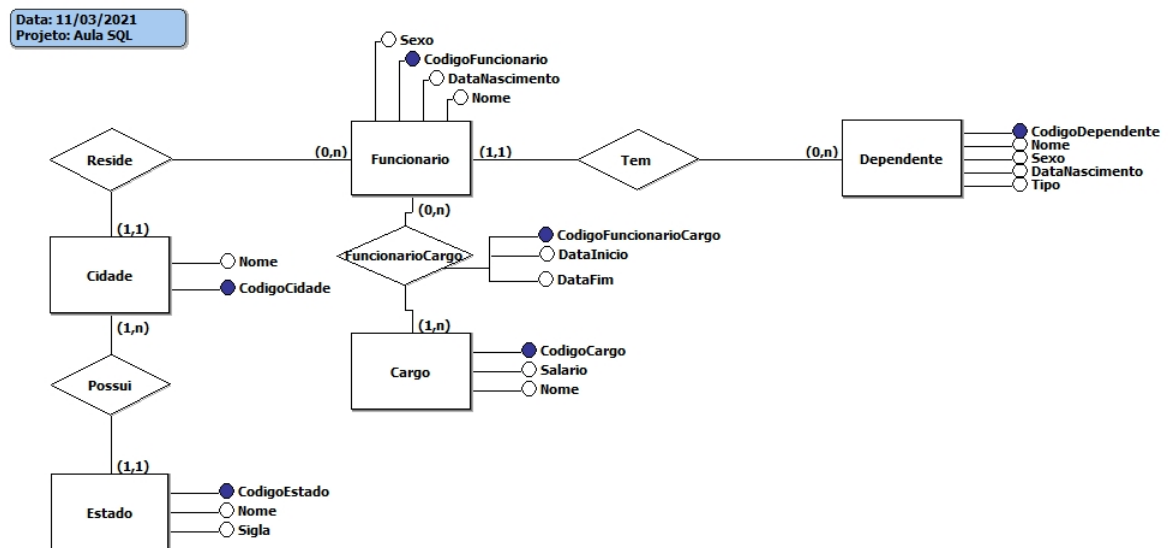 Data: 11/03/2021
Projeto: Aula SQL
Sexo
CodigoFuncionario
DataNascimento
Nome
Reside
(0,n)
Funcionario
(1,1)
Tem
(0,n)
Dependente
CodigoDependente
Nome
Sexo
DataNascimento
Tipo
(0,n)
(1,1)
FuncionarioCargo
CodigoFuncionarioCargo
DataInicio
DataFim
Cidade
Nome
CodigoCidade
(1,n)
(1,n)
Cargo
CodigoCargo
Salario
Nome
Possui
(1,1)
Estado
CodigoEstado
Nome
Sigla